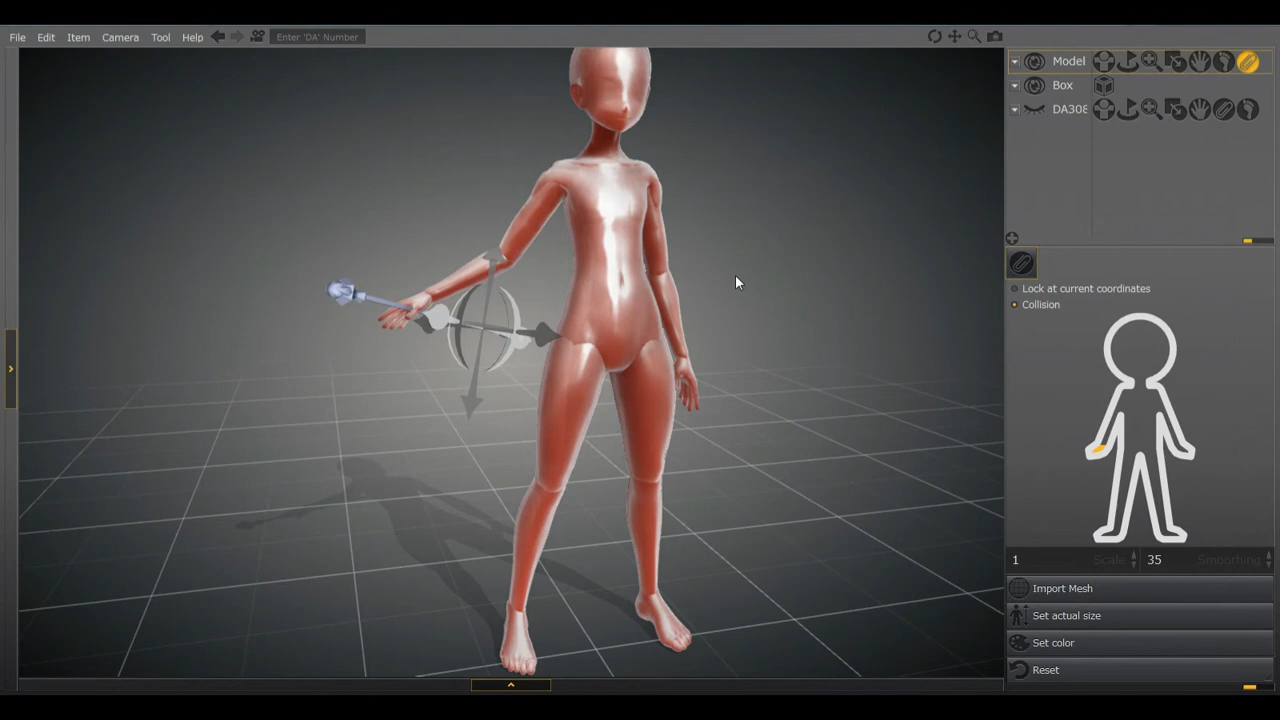 File Edit Item Camera Tool Help Enter 'DA' Number
Model
Box
DA308
Lock at current coordinates
Collision
1 Scale 35 Smoothing
Import Mesh
Set actual size
Set color
Reset